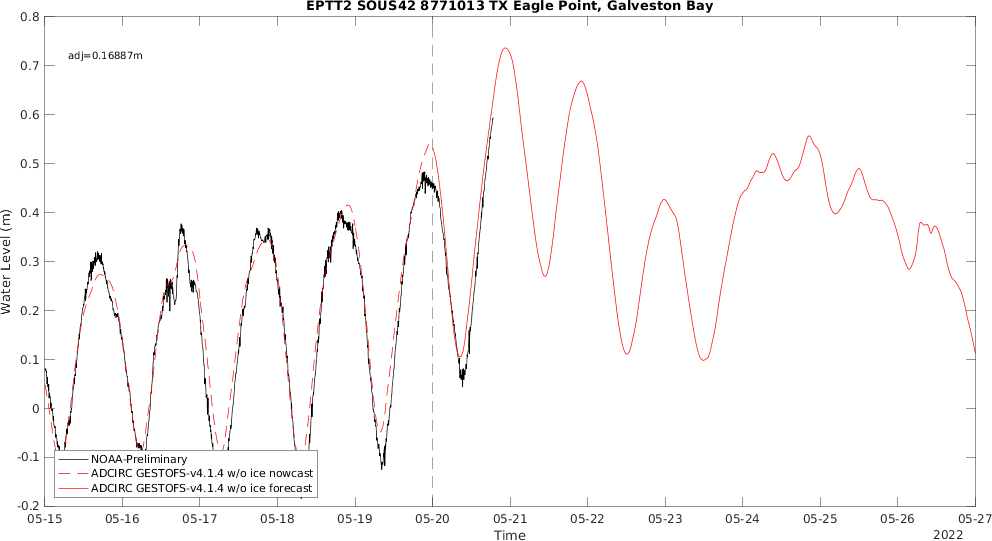 EPTT2 SOUS42 8771013 TX Eagle Point, Galveston Bay
adj=0.16887m
0.8
0.7
0.6
0.5
0.4
0.3
0.2
0.1
0
-0.1
-0.2
Water Level (m)
NOAA-Preliminary
ADCIRC GESTOFS-v4.1.4 w/o ice nowcast
ADCIRC GESTOFS-v4.1.4 w/o ice forecast
05-15 05-16 05-17 05-18 05-19 05-20 05-21 05-22 05-23 05-24 05-25 05-26 05-27
Time
2022